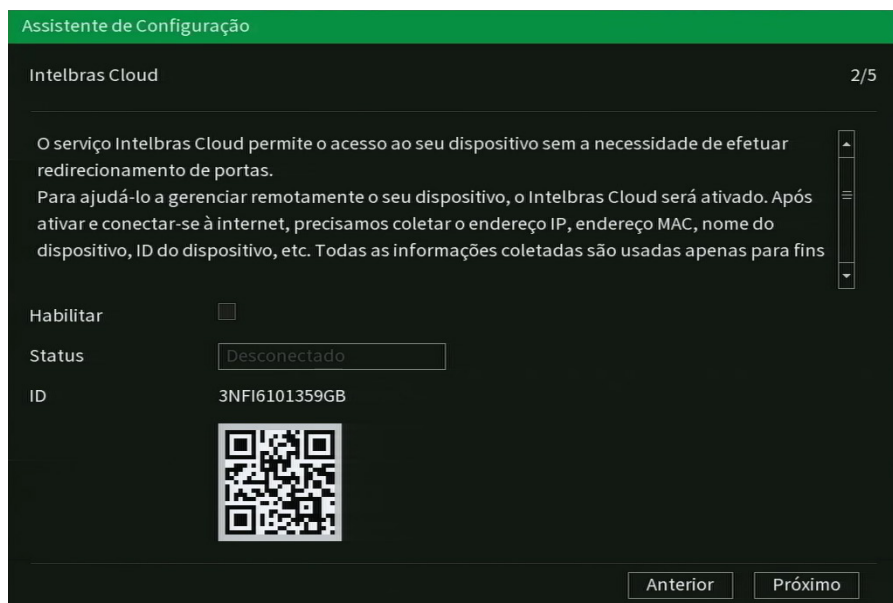 Assistente de Configuração
Intelbras Cloud
2/5
O serviço Intelbras Cloud permite o acesso ao seu dispositivo sem a necessidade de efetuar
redirecionamento de portas.
Para ajudá-lo a gerenciar remotamente o seu dispositivo, o Intelbras Cloud será ativado. Após
ativar e conectar-se à internet, precisamos coletar o endereço IP, endereço MAC, nome do
dispositivo, ID do dispositivo, etc. Todas as informações coletadas são usadas apenas para fins
Habilitar
Status Desconectado
ID 3NFI6101359GB
Anterior Próximo